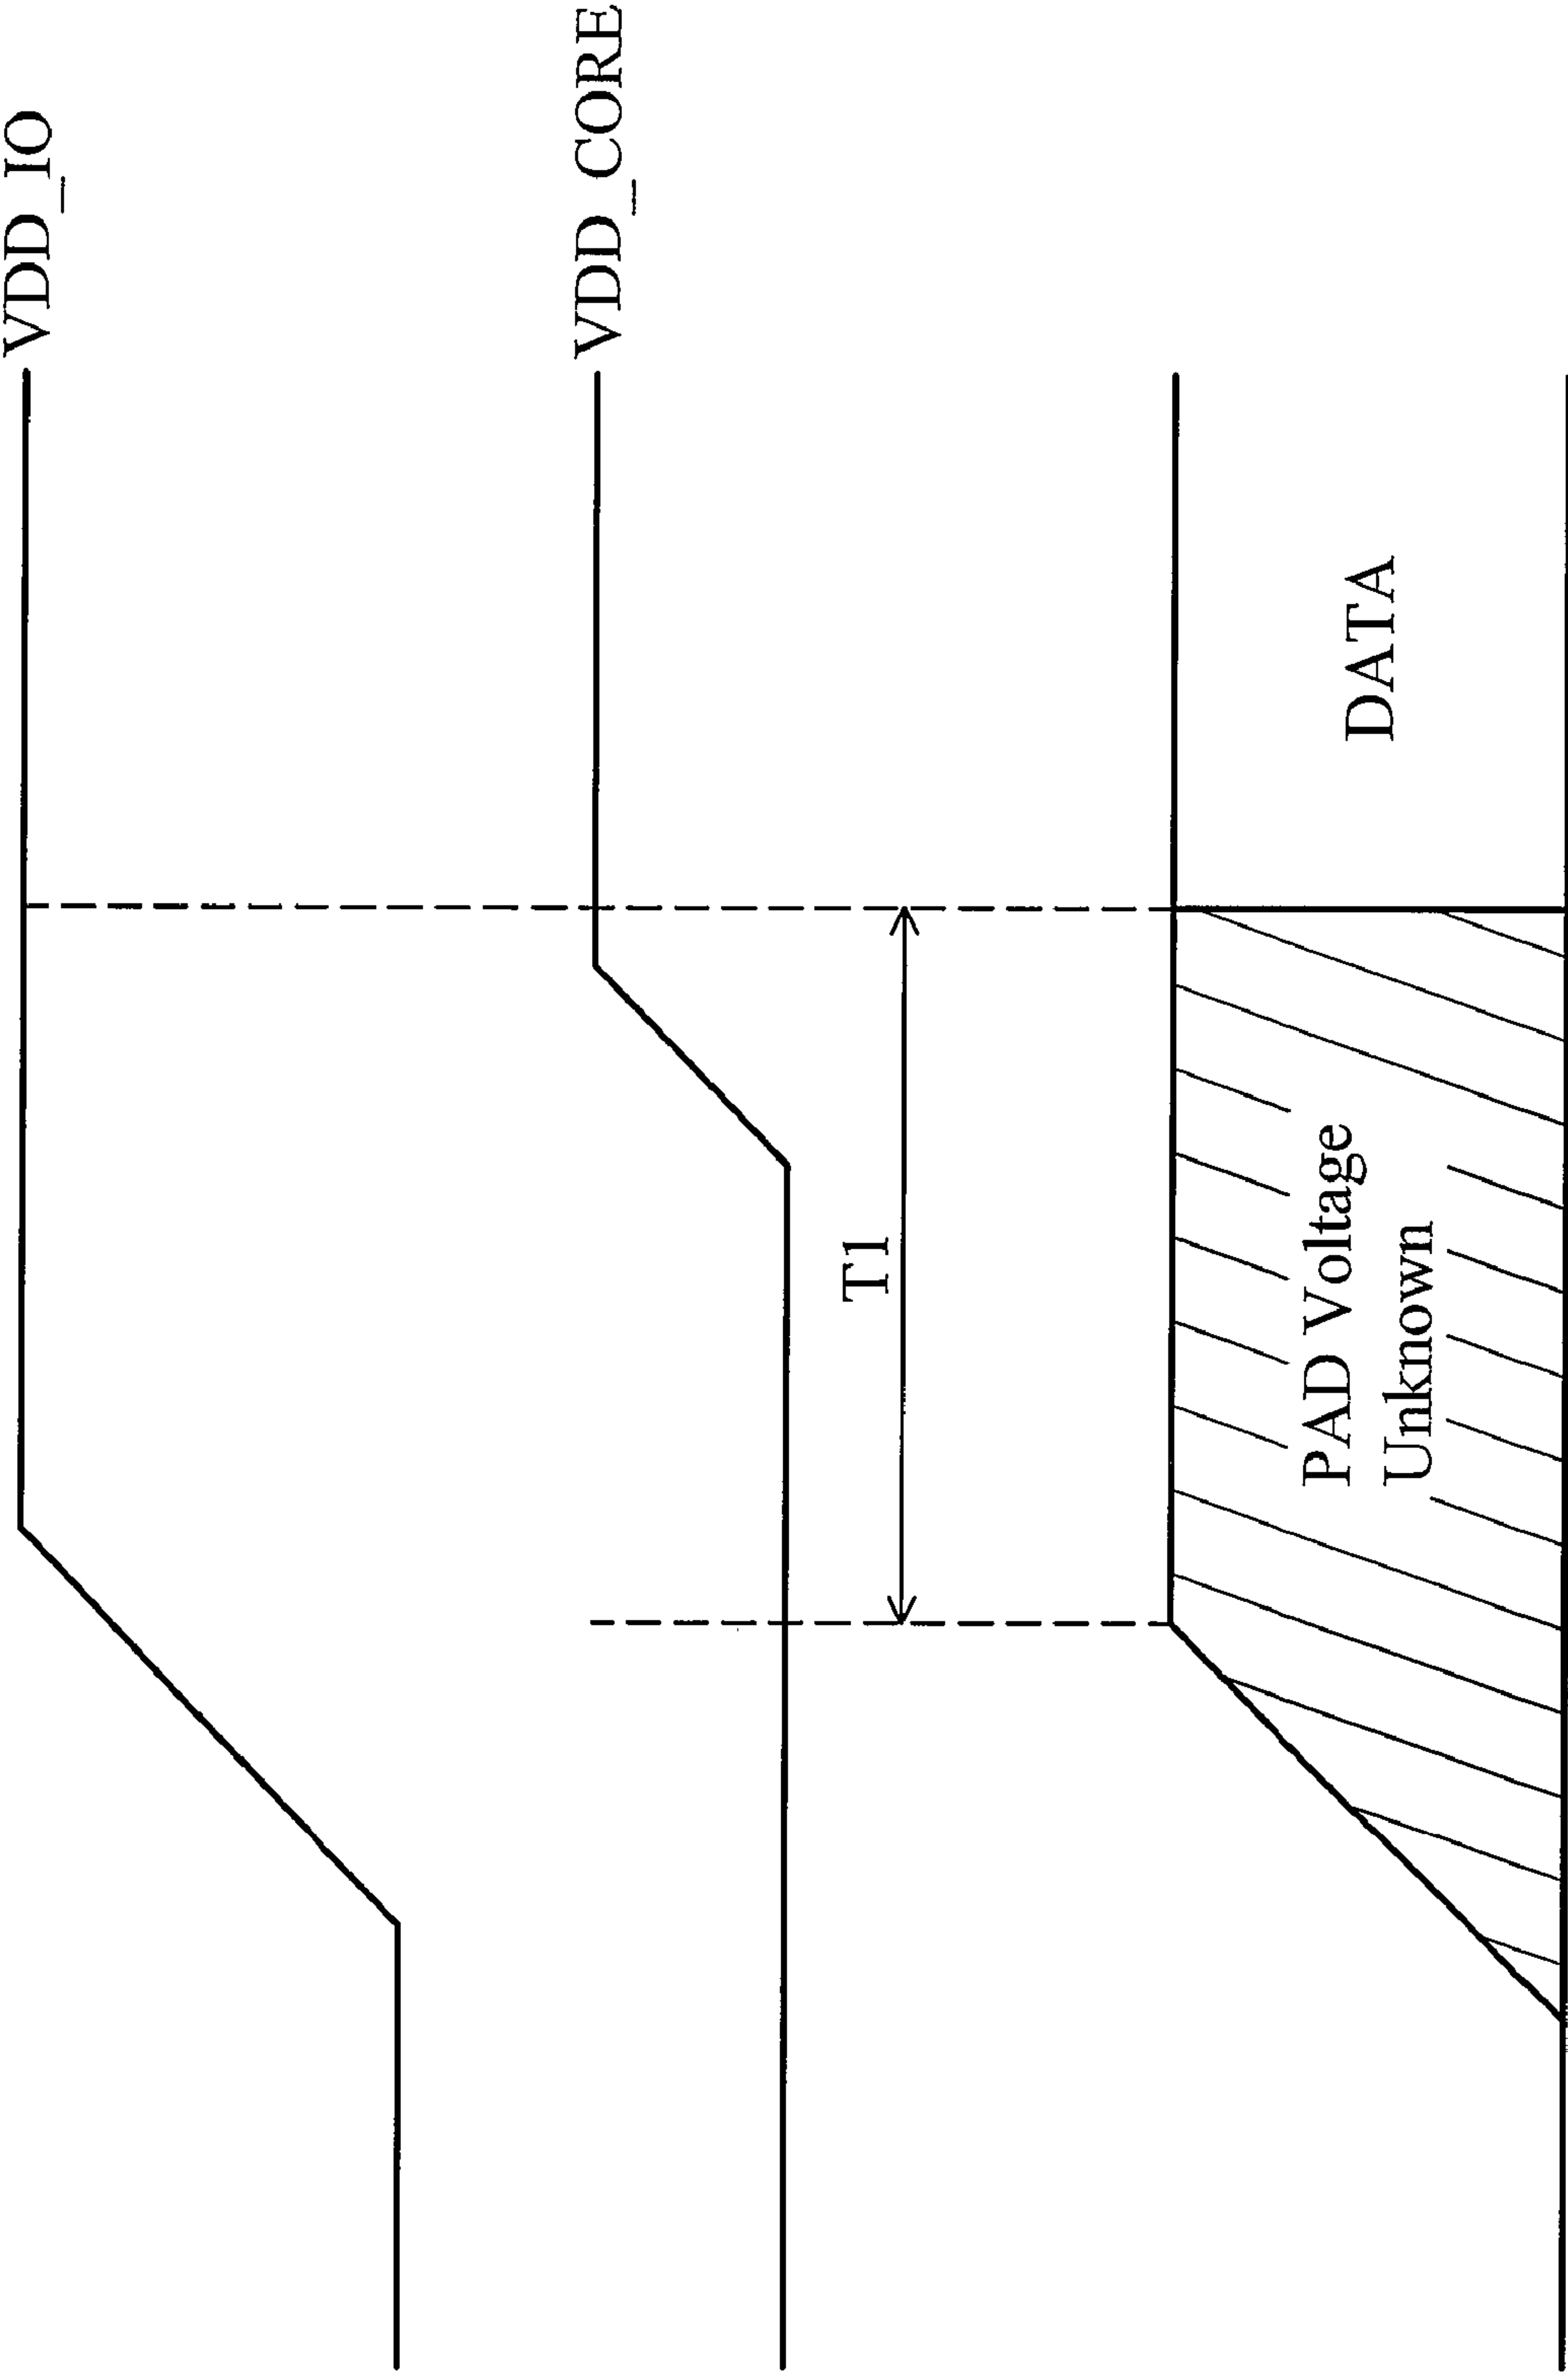 VDD_IO
VDD_CORE
T1
PAD Voltage
Unknown
DATA